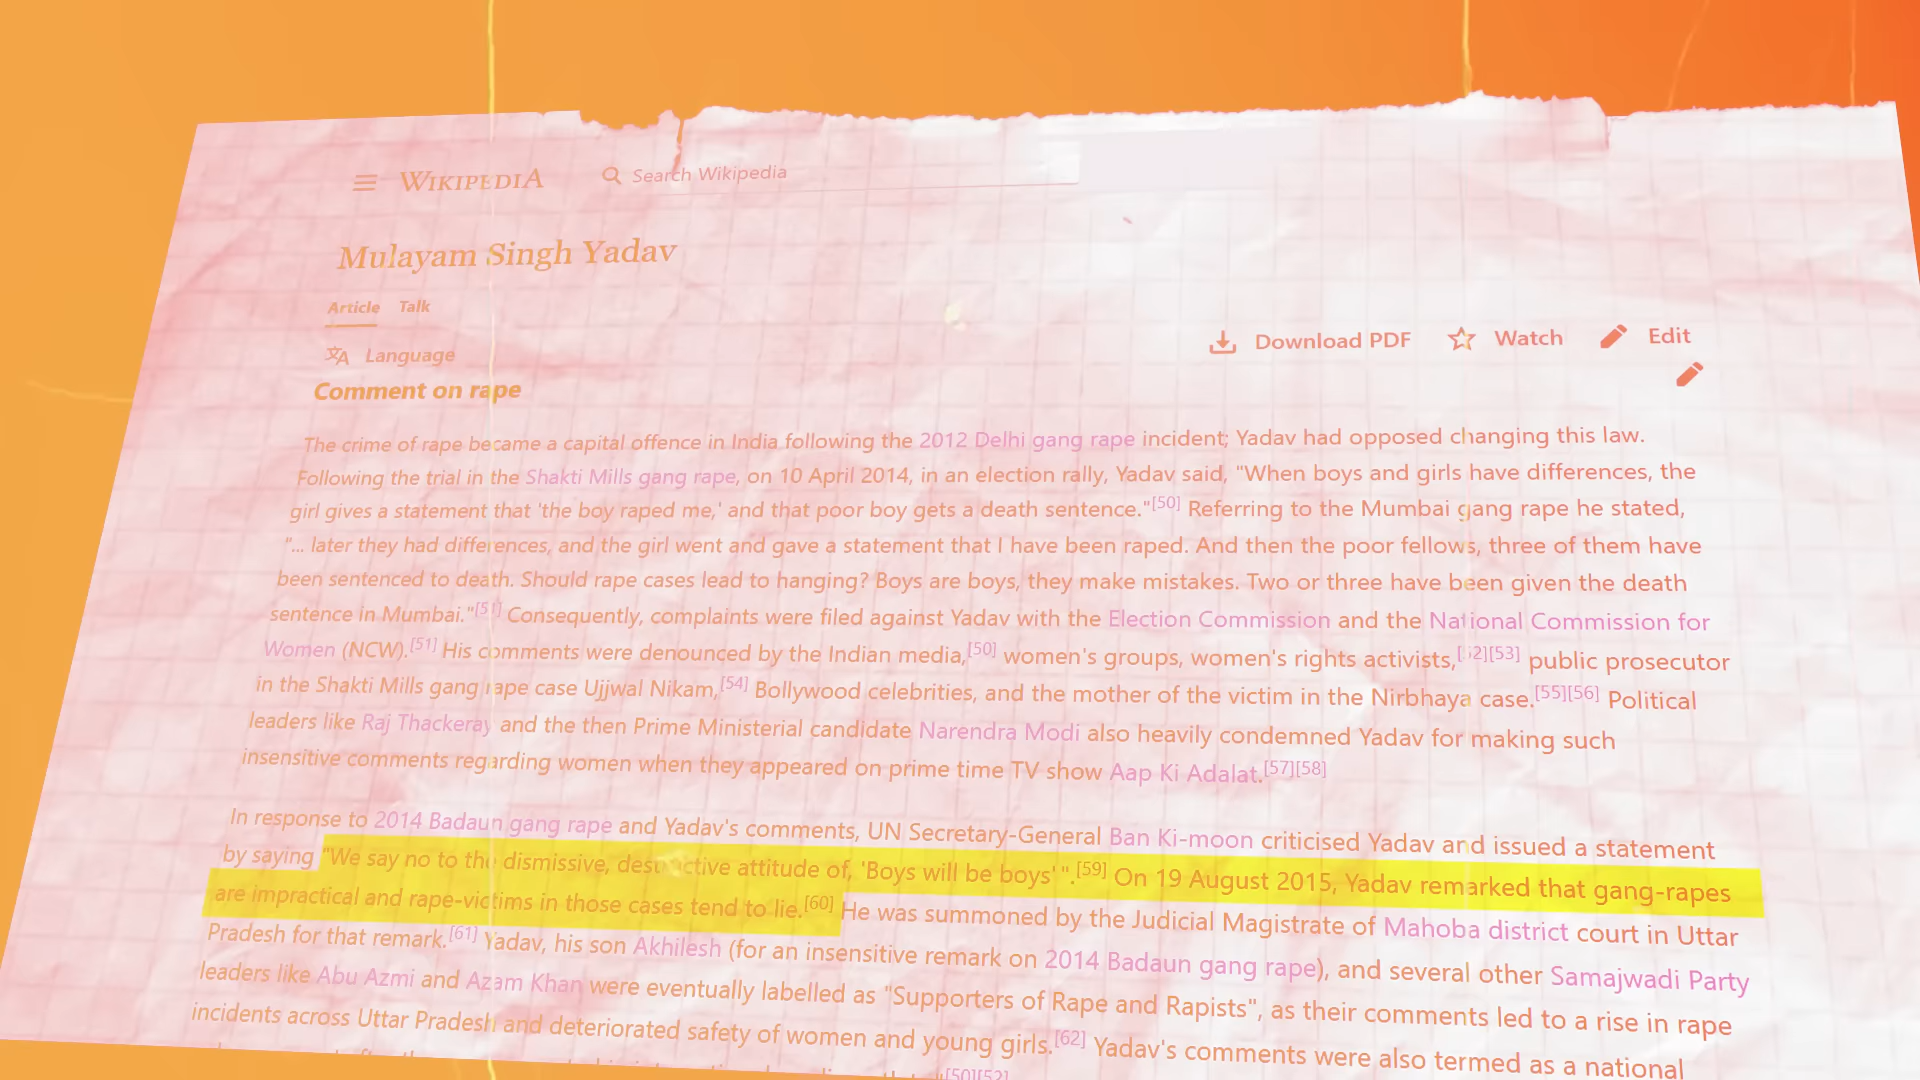 WIKIPEDIA Search Wikipedia
Mulayam Singh Yadav
Article Talk
Download PDF Watch Edit
Language
Comment on rape
The crime of rape became a capital offence in India following the 2012 Delhi gang rape incident; Yadav had opposed changing this law.
Following the trial in the Shakti Mills gang rape, on 10 April 2014, in an election rally, Yadav said, "When boys and girls have differences, the
girl gives a statement that 'the boy raped me,' and that poor boy gets a death sentence."[50] Referring to the Mumbai gang rape he stated,
"... later they had differences, and the girl went and gave a statement that I have been raped. And then the poor fellows, three of them have
been sentenced to death. Should rape cases lead to hanging? Boys are boys, they make mistakes. Two or three have been given the death
sentence in Mumbai."[51] Consequently, complaints were filed against Yadav with the Election Commission and the National Commission for
Women (NCW).[51] His comments were denounced by the Indian media,[50] women's groups, women's rights activists,[52][53] public prosecutor
in the Shakti Mills gang rape case Ujjwal Nikam,[54] Bollywood celebrities, and the mother of the victim in the Nirbhaya case.[55][56] Political
leaders like Raj Thackeray and the then Prime Ministerial candidate Narendra Modi also heavily condemned Yadav for making such
insensitive comments regarding women when they appeared on prime time TV show Aap Ki Adalat.[57][58]
In response to 2014 Badaun gang rape and Yadav's comments, UN Secretary-General Ban Ki-moon criticised Yadav and issued a statement
by saying "We say no to the dismissive, destructive attitude of, 'Boys will be boys' ".[59] On 19 August 2015, Yadav remarked that gang-rapes
are impractical and rape-victims in those cases tend to lie.[60] He was summoned by the Judicial Magistrate of Mahoba district court in Uttar
Pradesh for that remark.[61] Yadav, his son Akhilesh (for an insensitive remark on 2014 Badaun gang rape), and several other Samajwadi Party
leaders like Abu Azmi and Azam Khan were eventually labelled as "Supporters of Rape and Rapists", as their comments led to a rise in rape
incidents across Uttar Pradesh and deteriorated safety of women and young girls.[62] Yadav's comments were also termed as a national
[50][52]